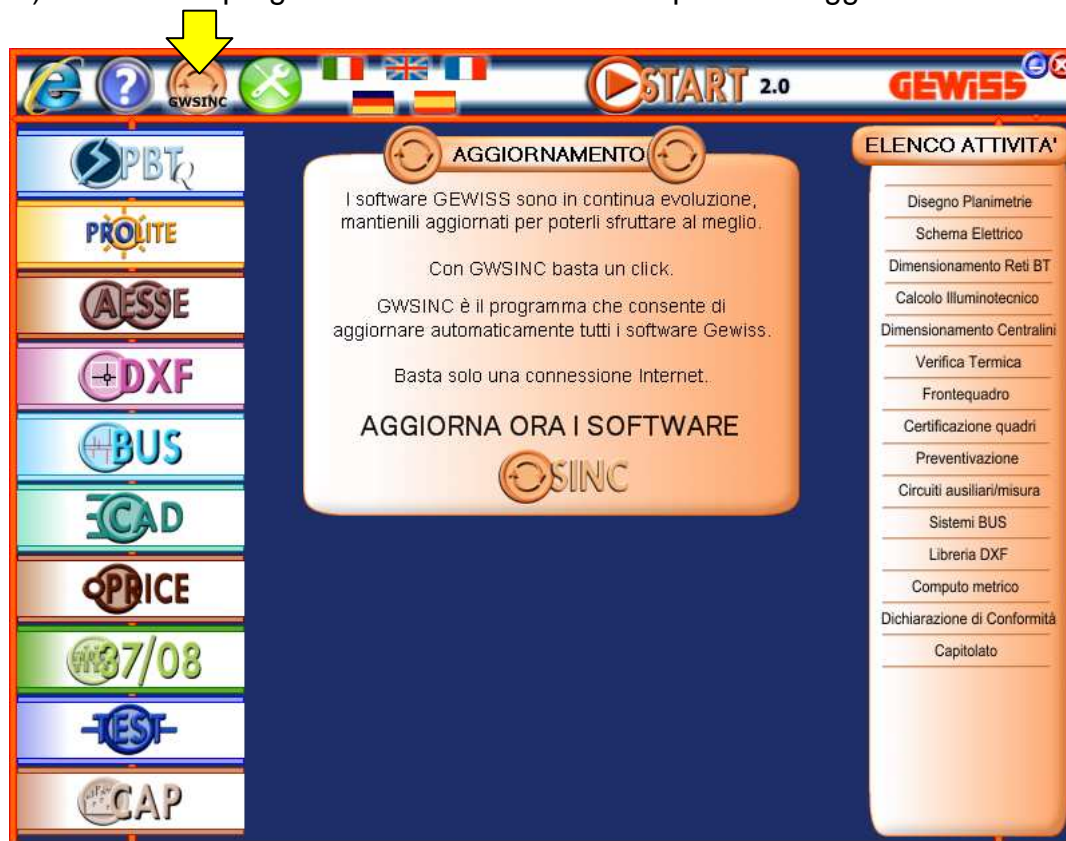 GWSINC
START 2.0
GEWISS
PBTQ
PROLITE
AESSE
DXF
BUS
CAD
PRICE
37/08
TEST
CAP
AGGIORNAMENTO
I software GEWISS sono in continua evoluzione,
mantienili aggiornati per poterli sfruttare al meglio.
Con GWSINC basta un click.
GWSINC è il programma che consente di
aggiornare automaticamente tutti i software Gewiss.
Basta solo una connessione Internet.
AGGIORNA ORA I SOFTWARE
SINC
ELENCO ATTIVITA'
Disegno Planimetrie
Schema Elettrico
Dimensionamento Reti BT
Calcolo Illuminotecnico
Dimensionamento Centralini
Verifica Termica
Frontequadro
Certificazione quadri
Preventivazione
Circuiti ausiliari/misura
Sistemi BUS
Libreria DXF
Computo metrico
Dichiarazione di Conformità
Capitolato